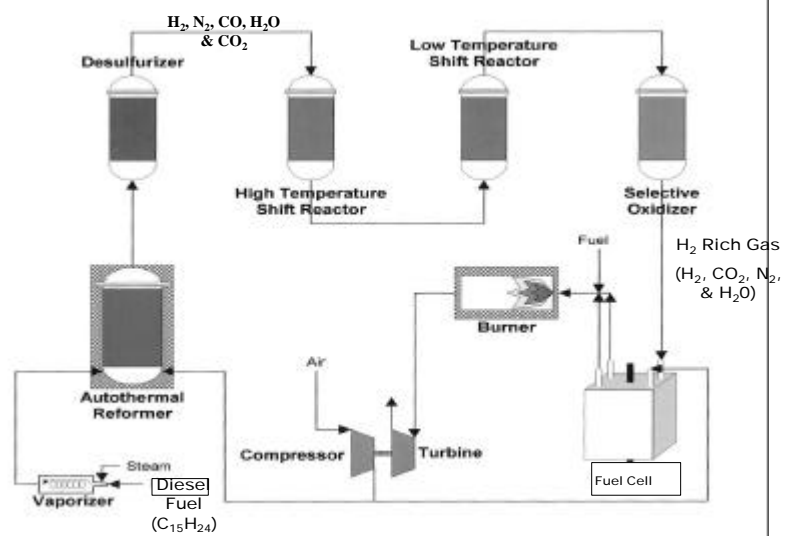 H₂, N₂, CO, H₂O
& CO₂
Desulfurizer
Low Temperature
Shift Reactor
High Temperature
Shift Reactor
Selective
Oxidizer
H₂ Rich Gas
(H₂, CO₂, N₂,
& H₂0)
Fuel
Burner
Air
Autothermal
Reformer
Compressor
Turbine
Steam
Vaporizer
Diesel
Fuel
(C₁₅H₂₄)
Fuel Cell